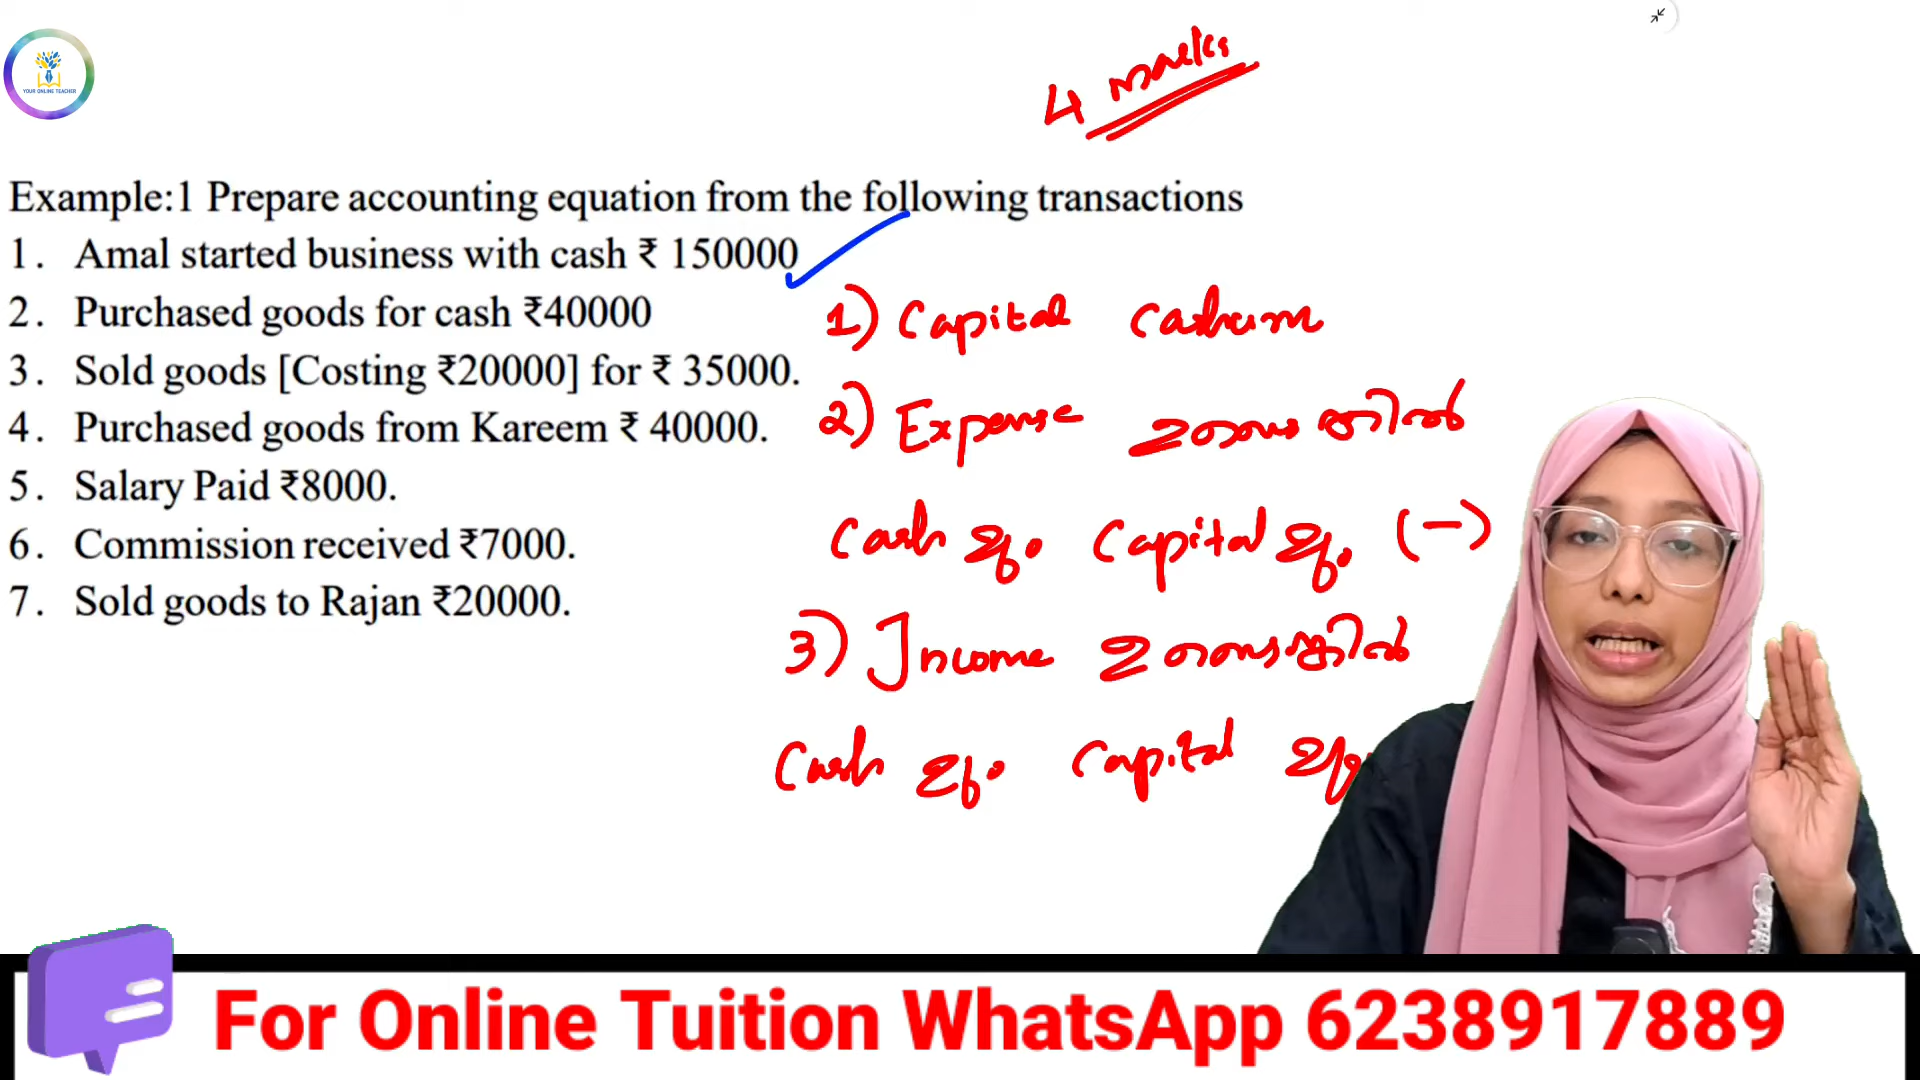 YOUR ONLINE TEACHER
4 marks
Example:1 Prepare accounting equation from the following transactions
1. Amal started business with cash ₹ 150000
2. Purchased goods for cash ₹40000
3. Sold goods [Costing ₹20000] for ₹ 35000.
4. Purchased goods from Kareem ₹ 40000.
5. Salary Paid ₹8000.
6. Commission received ₹7000.
7. Sold goods to Rajan ₹20000.
1) Capital
2) Expense ഉണ്ടെങ്കിൽ
Cash ഉം Capital ഉം (-)
3) Income ഉണ്ടെങ്കിൽ
Cash ഉം Capital
For Online Tuition WhatsApp 6238917889